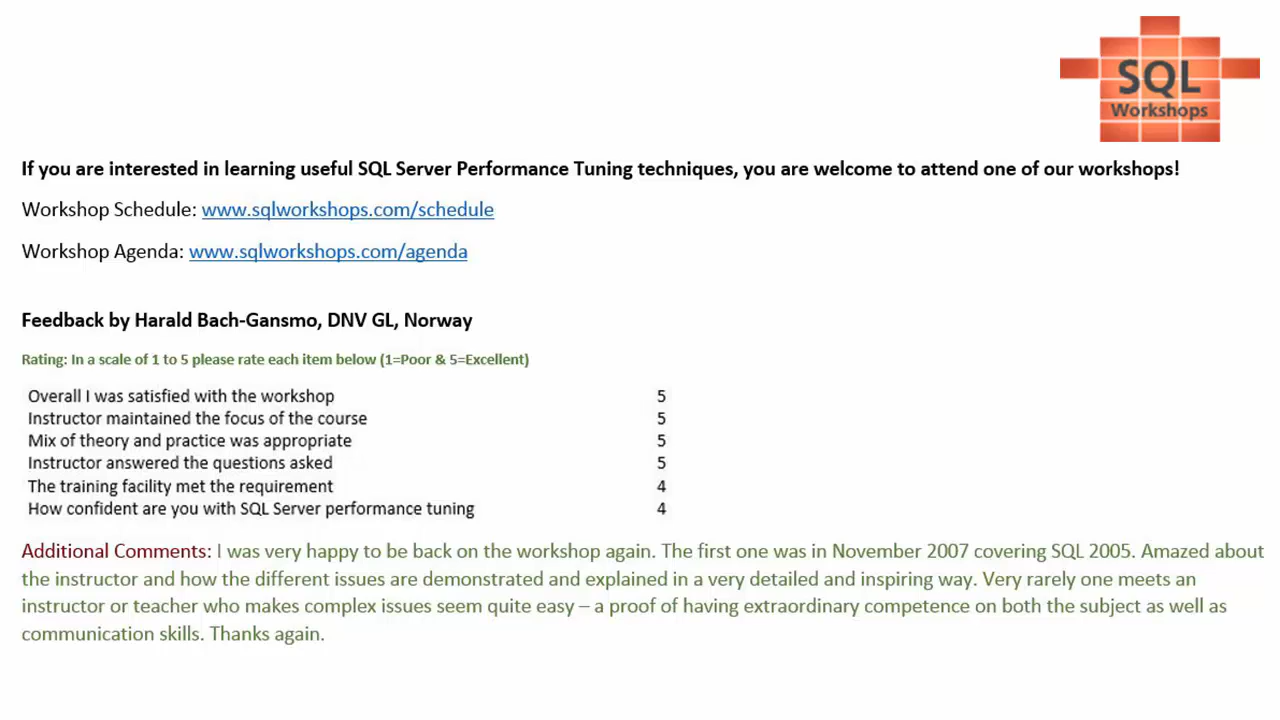 SQL
Workshops
If you are interested in learning useful SQL Server Performance Tuning techniques, you are welcome to attend one of our workshops!
Workshop Schedule: www.sqlworkshops.com/schedule
Workshop Agenda: www.sqlworkshops.com/agenda
Feedback by Harald Bach-Gansmo, DNV GL, Norway
Rating: In a scale of 1 to 5 please rate each item below (1=Poor & 5=Excellent)
Overall I was satisfied with the workshop 5
Instructor maintained the focus of the course 5
Mix of theory and practice was appropriate 5
Instructor answered the questions asked 5
The training facility met the requirement 4
How confident are you with SQL Server performance tuning 4
Additional Comments: I was very happy to be back on the workshop again. The first one was in November 2007 covering SQL 2005. Amazed about
the instructor and how the different issues are demonstrated and explained in a very detailed and inspiring way. Very rarely one meets an
instructor or teacher who makes complex issues seem quite easy – a proof of having extraordinary competence on both the subject as well as
communication skills. Thanks again.